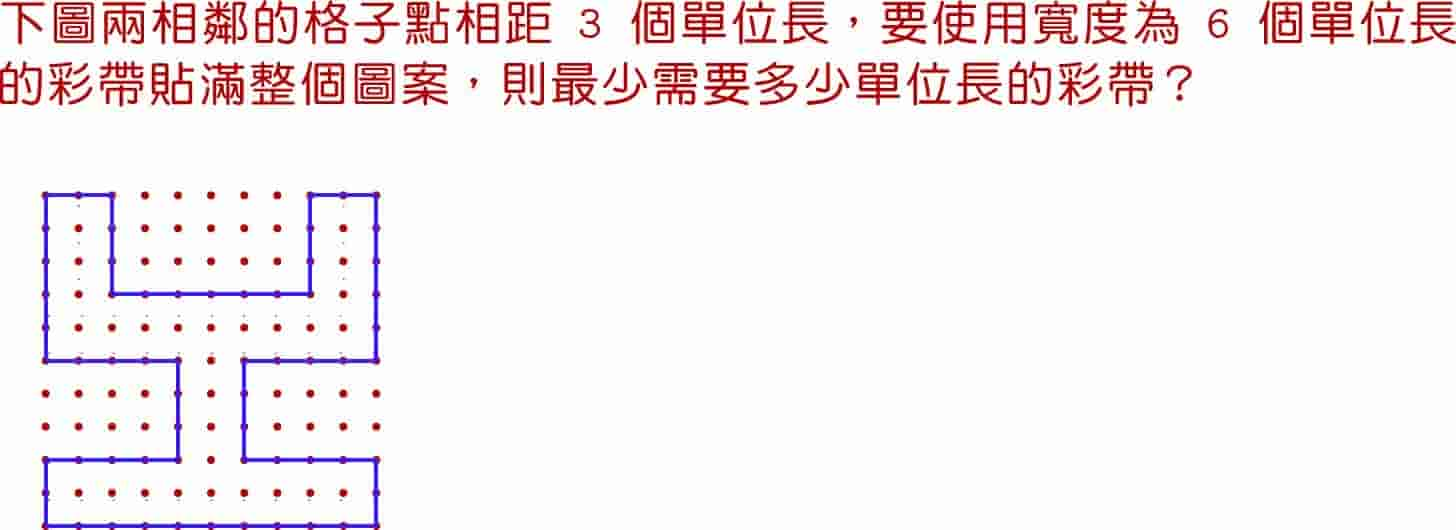 下圖兩相鄰的格子點相距 3 個單位長，要使用寬度為 6 個單位長
的彩帶貼滿整個圖案，則最少需要多少單位長的彩帶？